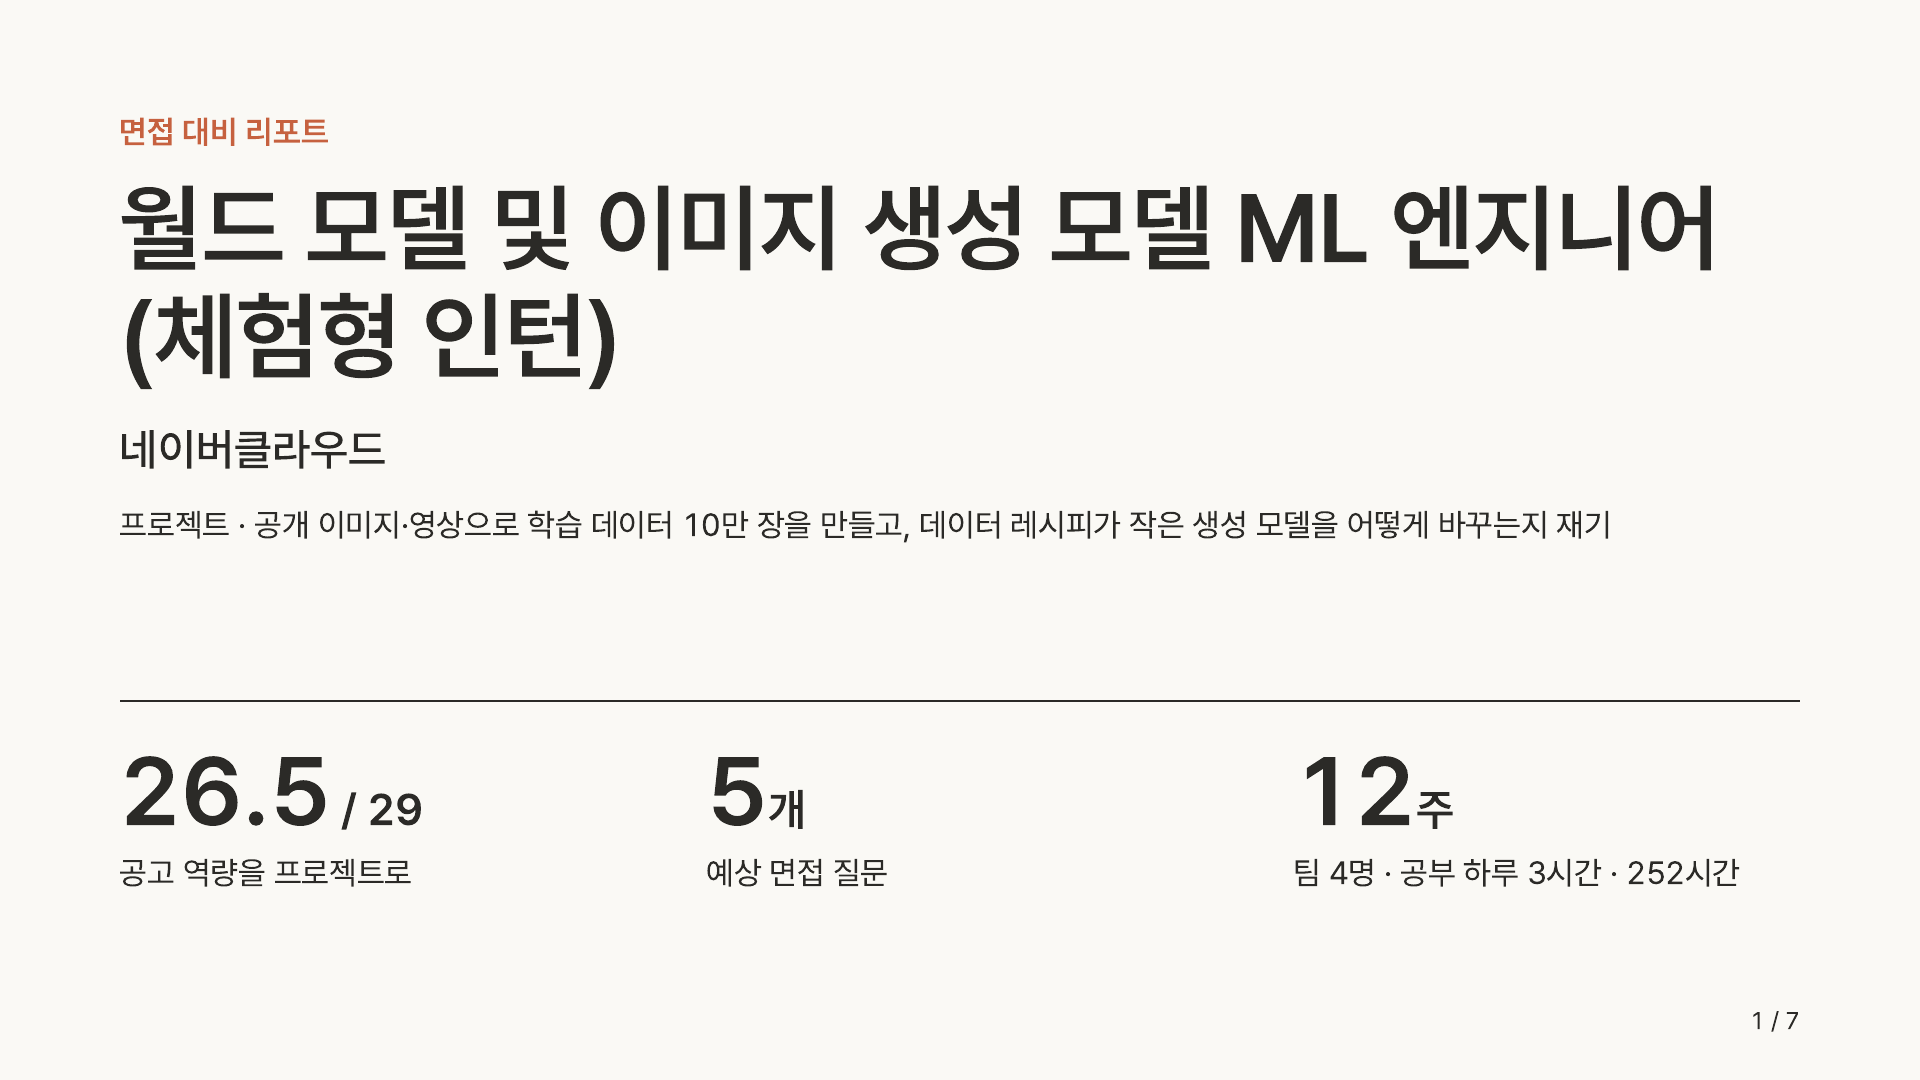 면접 대비 리포트
월드 모델 및 이미지 생성 모델 ML 엔지니어
(체험형 인턴)
네이버클라우드
프로젝트 · 공개 이미지·영상으로 학습 데이터 10만 장을 만들고, 데이터 레시피가 작은 생성 모델을 어떻게 바꾸는지 재기
26.5 / 29
공고 역량을 프로젝트로
5개
예상 면접 질문
12주
팀 4명 · 공부 하루 3시간 · 252시간
1 / 7